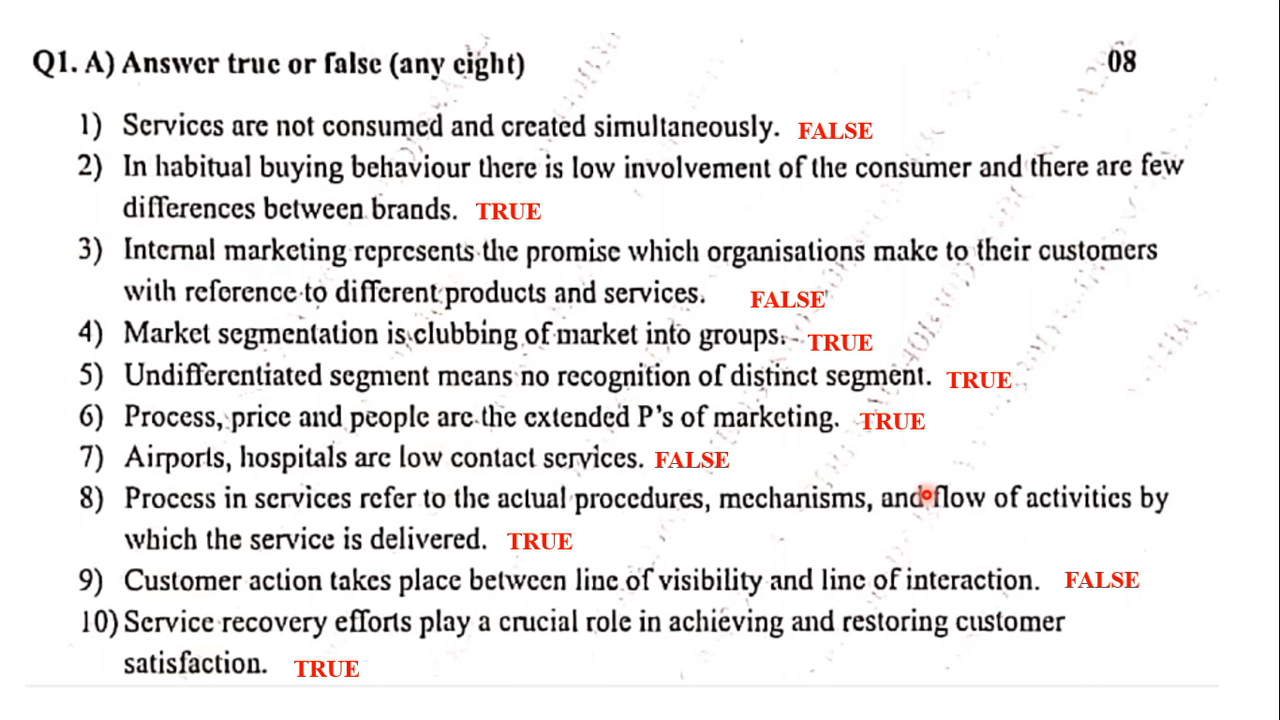 Q1. A) Answer true or false (any eight) 08
1) Services are not consumed and created simultaneously. FALSE
2) In habitual buying behaviour there is low involvement of the consumer and there are few
differences between brands. TRUE
3) Internal marketing represents the promise which organisations make to their customers
with reference to different products and services. FALSE
4) Market segmentation is clubbing of market into groups. TRUE
5) Undifferentiated segment means no recognition of distinct segment. TRUE
6) Process, price and people are the extended P's of marketing. TRUE
7) Airports, hospitals are low contact services. FALSE
8) Process in services refer to the actual procedures, mechanisms, and flow of activities by
which the service is delivered. TRUE
9) Customer action takes place between line of visibility and line of interaction. FALSE
10) Service recovery efforts play a crucial role in achieving and restoring customer
satisfaction. TRUE